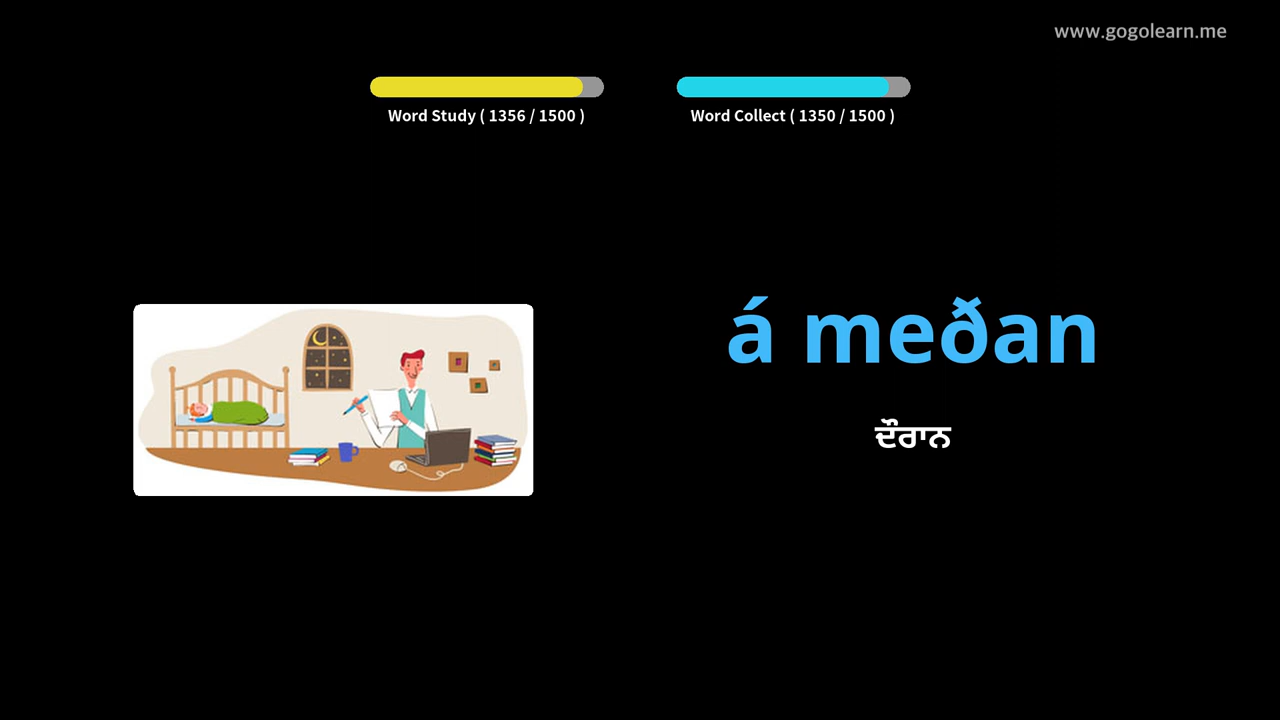 www.gogolearn.me
Word Study ( 1356 / 1500 )
Word Collect ( 1350 / 1500 )
á meðan
ਦੌਰਾਨ